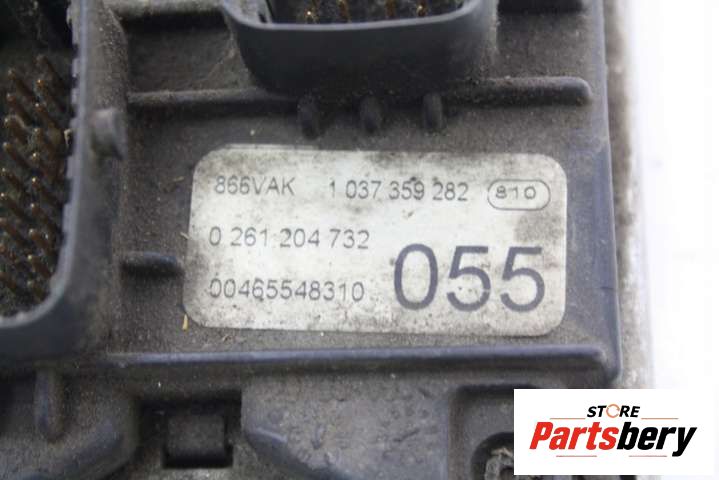 866VAK 1 037 359 282 810
0 261 204 732
00465548310 055
STORE
Partsbery